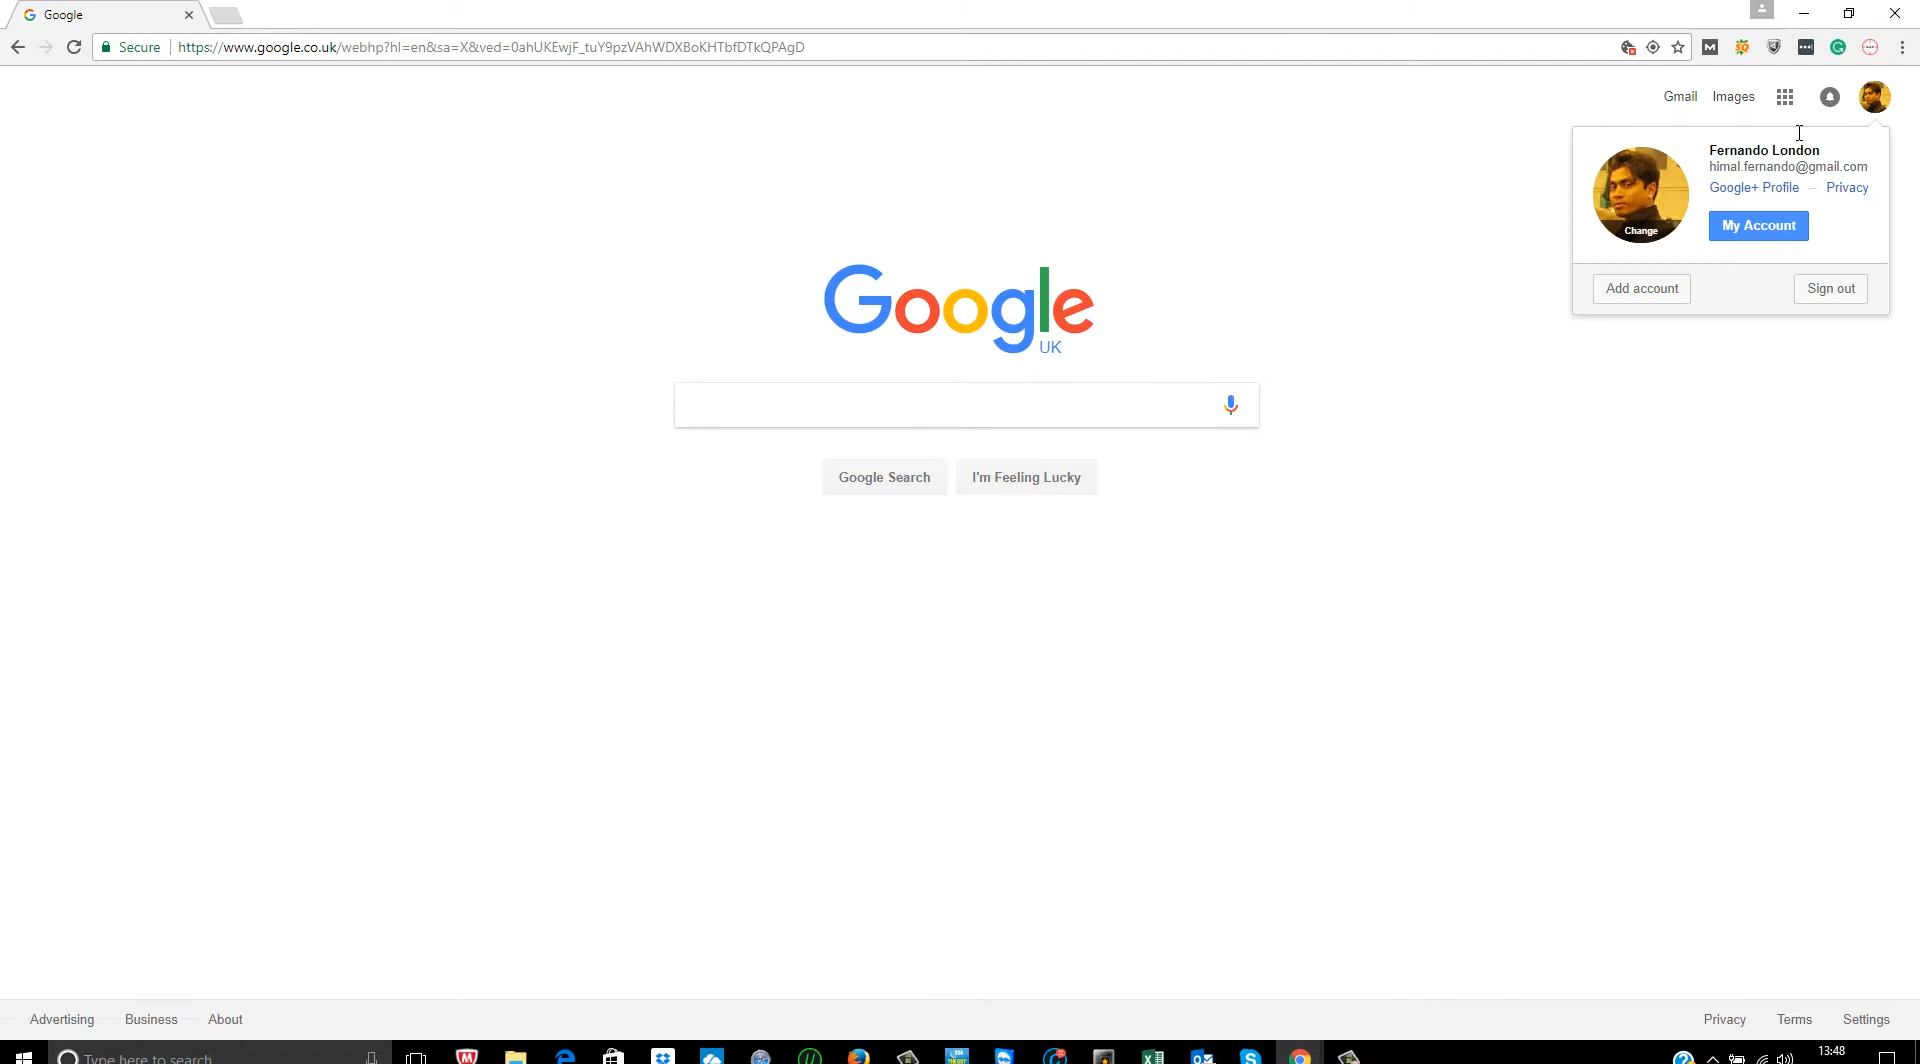 Google
Secure https://www.google.co.uk/webhp?hl=en&sa=X&ved=0ahUKEwjF_tuY9pzVAhWDXBoKHTbfDTkQPAgD
Gmail Images
Fernando London
himal.fernando@gmail.com
Google+ Profile – Privacy
Change
My Account
Add account Sign out
Google
UK
Google Search I'm Feeling Lucky
Advertising Business About Privacy Terms Settings
Type here to search
13:48